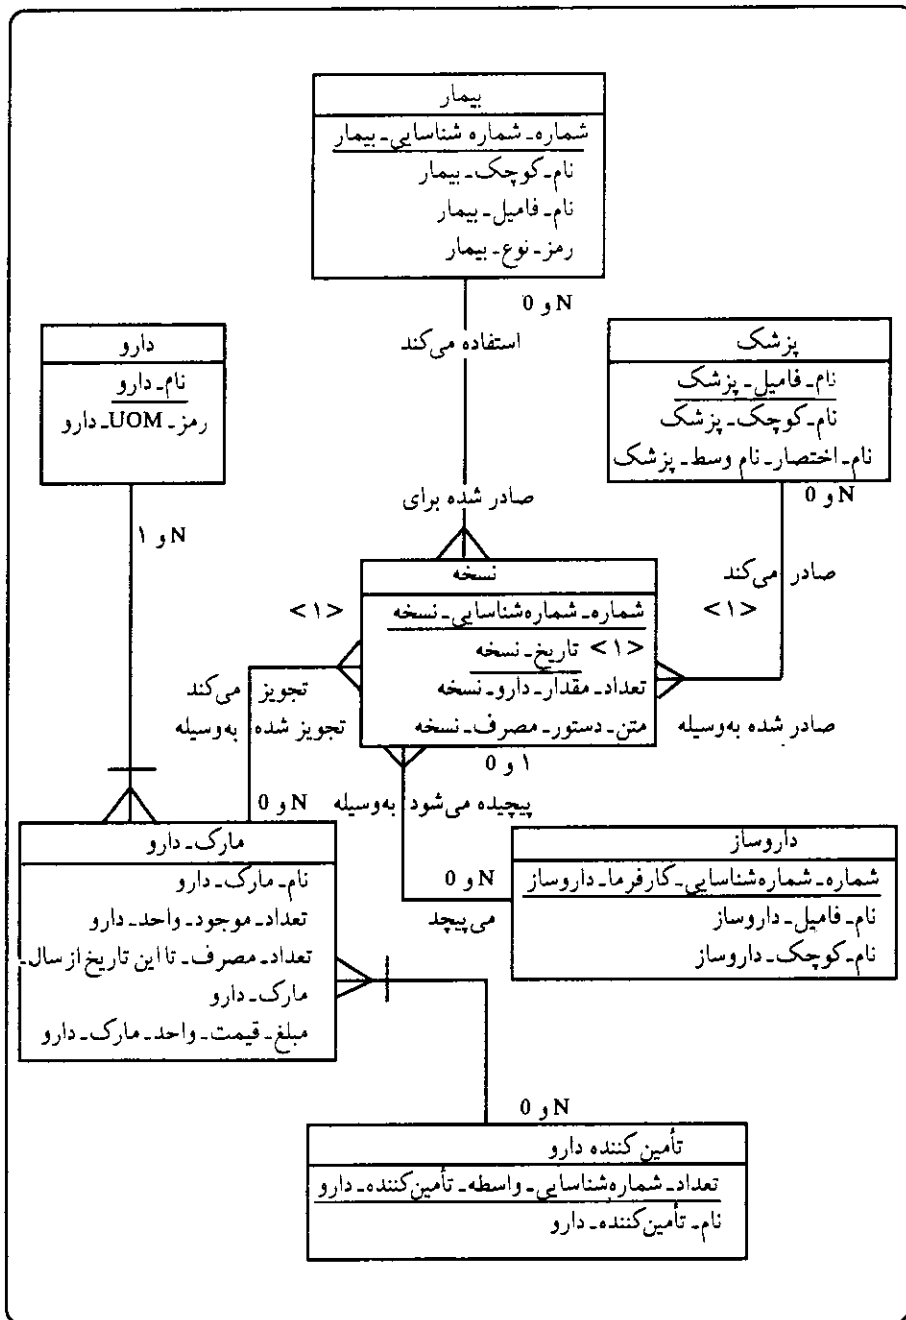 بیمار
شماره-شماره شناسایی-بیمار
نام-کوچک-بیمار
نام-فامیل-بیمار
رمز-نوع-بیمار
N و 0
استفاده می‌کند
صادر شده برای
پزشک
نام-فامیل-پزشک
نام-کوچک-پزشک
نام-اختصار-نام وسط-پزشک
N و 0
صادر می‌کند
<۱>
صادر شده به‌وسیله
دارو
نام-دارو
رمز-UOM-دارو
N و ۱
نسخه
شماره-شماره‌شناسایی-نسخه
<۱> تاریخ-نسخه
تعداد-مقدار-دارو-نسخه
متن-دستور-مصرف-نسخه
<۱>
تجویز می‌کند
تجویز شده به‌وسیله
N و 0
۱ و 0
پیچیده می‌شود به‌وسیله
N و 0
می‌پیچد
مارک-دارو
نام-مارک-دارو
تعداد-موجود-واحد-دارو
تعداد-مصرف-تا این تاریخ از سال-
مارک-دارو
مبلغ-قیمت-واحد-مارک-دارو
داروساز
شماره-شماره‌شناسایی-کارفرما-داروساز
نام-فامیل-داروساز
نام-کوچک-داروساز
N و 0
تأمین‌کننده دارو
تعداد-شماره‌شناسایی-واسطه-تأمین‌کننده-دارو
نام-تأمین‌کننده-دارو